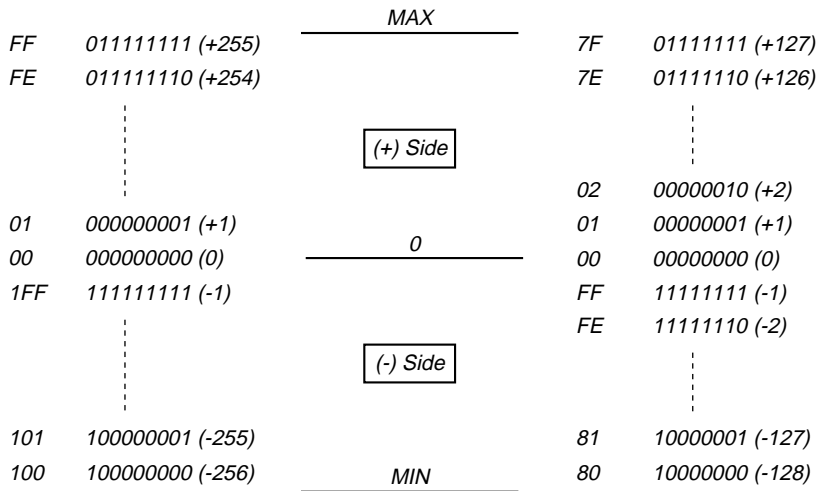 MAX
FF 011111111 (+255) 7F 01111111 (+127)
FE 011111110 (+254) 7E 01111110 (+126)
(+) Side
02 00000010 (+2)
01 000000001 (+1) 01 00000001 (+1)
0
00 000000000 (0) 00 00000000 (0)
1FF 111111111 (-1) FF 11111111 (-1)
FE 11111110 (-2)
(-) Side
101 100000001 (-255) 81 10000001 (-127)
100 100000000 (-256) MIN 80 10000000 (-128)